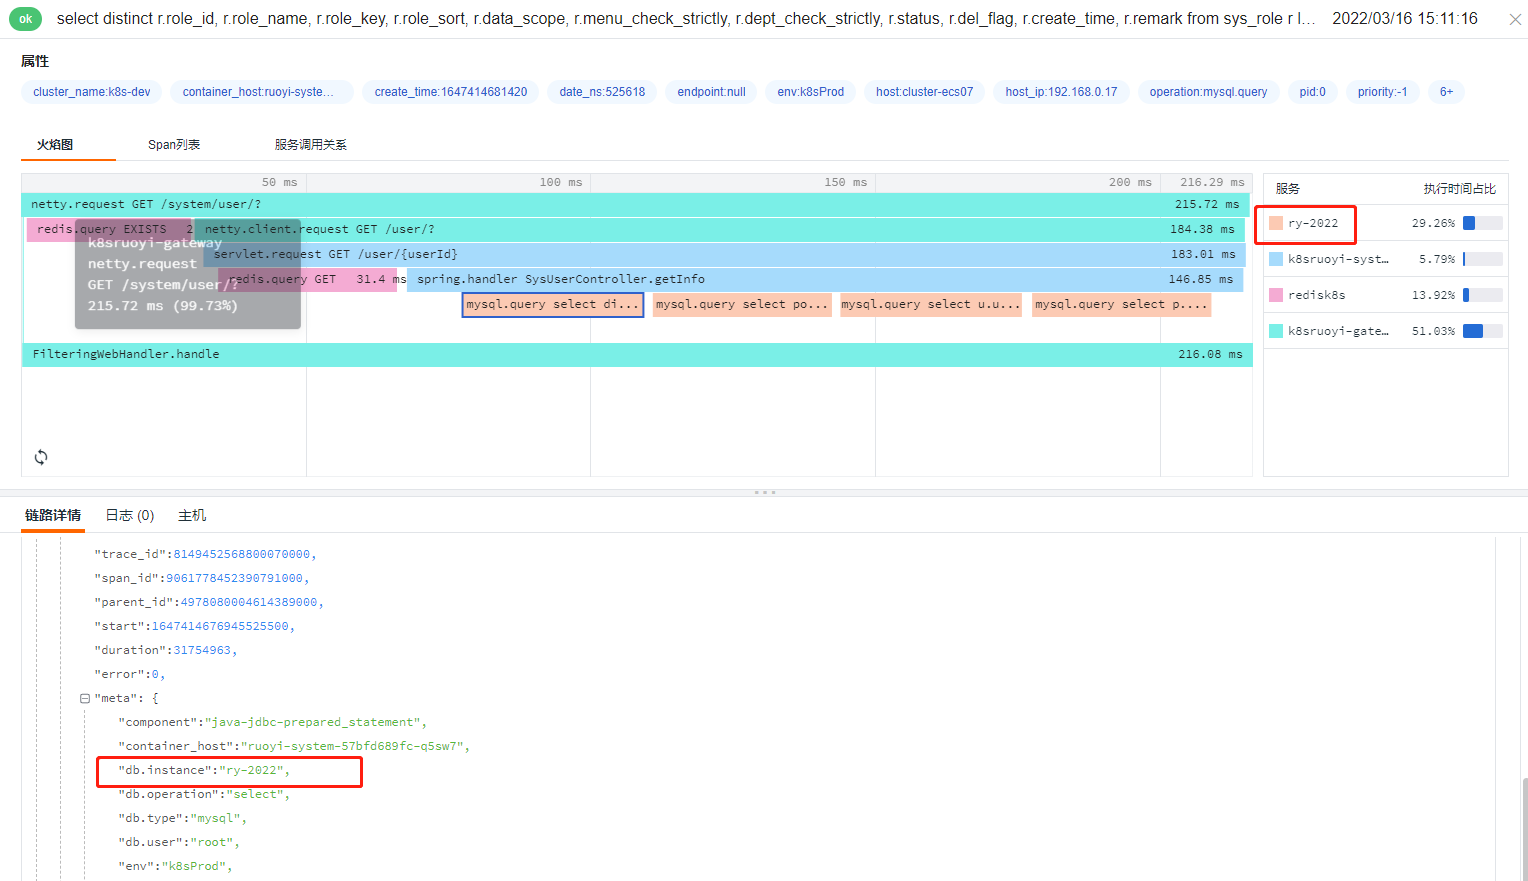 ok select distinct r.role_id, r.role_name, r.role_key, r.role_sort, r.data_scope, r.menu_check_strictly, r.dept_check_strictly, r.status, r.del_flag, r.create_time, r.remark from sys_role r l... 2022/03/16 15:11:16
属性
cluster_name:k8s-dev container_host:ruoyi-syste... create_time:1647414681420 date_ns:525618 endpoint:null env:k8sProd host:cluster-ecs07 host_ip:192.168.0.17 operation:mysql.query pid:0 priority:-1 6+
火焰图 Span列表 服务调用关系
50 ms 100 ms 150 ms 200 ms 216.29 ms
netty.request GET /system/user/? 215.72 ms
redis.query EXISTS 2 netty.client.request GET /user/? 184.38 ms
servlet.request GET /user/{userId} 183.01 ms
redis.query GET 31.4 ms spring.handler SysUserController.getInfo 146.85 ms
mysql.query select di... mysql.query select po... mysql.query select u.u... mysql.query select p....
FilteringWebHandler.handle 216.08 ms
k8sruoyi-gateway
netty.request
GET /system/user/?
215.72 ms (99.73%)
服务 执行时间占比
ry-2022 29.26%
k8sruoyi-syst... 5.79%
redisk8s 13.92%
k8sruoyi-gate... 51.03%
链路详情 日志 (0) 主机
"trace_id":8149452568800070000,
"span_id":9061778452390791000,
"parent_id":4978080004614389000,
"start":1647414676945525500,
"duration":31754963,
"error":0,
"meta": {
"component":"java-jdbc-prepared_statement",
"container_host":"ruoyi-system-57bfd689fc-q5sw7",
"db.instance":"ry-2022",
"db.operation":"select",
"db.type":"mysql",
"db.user":"root",
"env":"k8sProd",